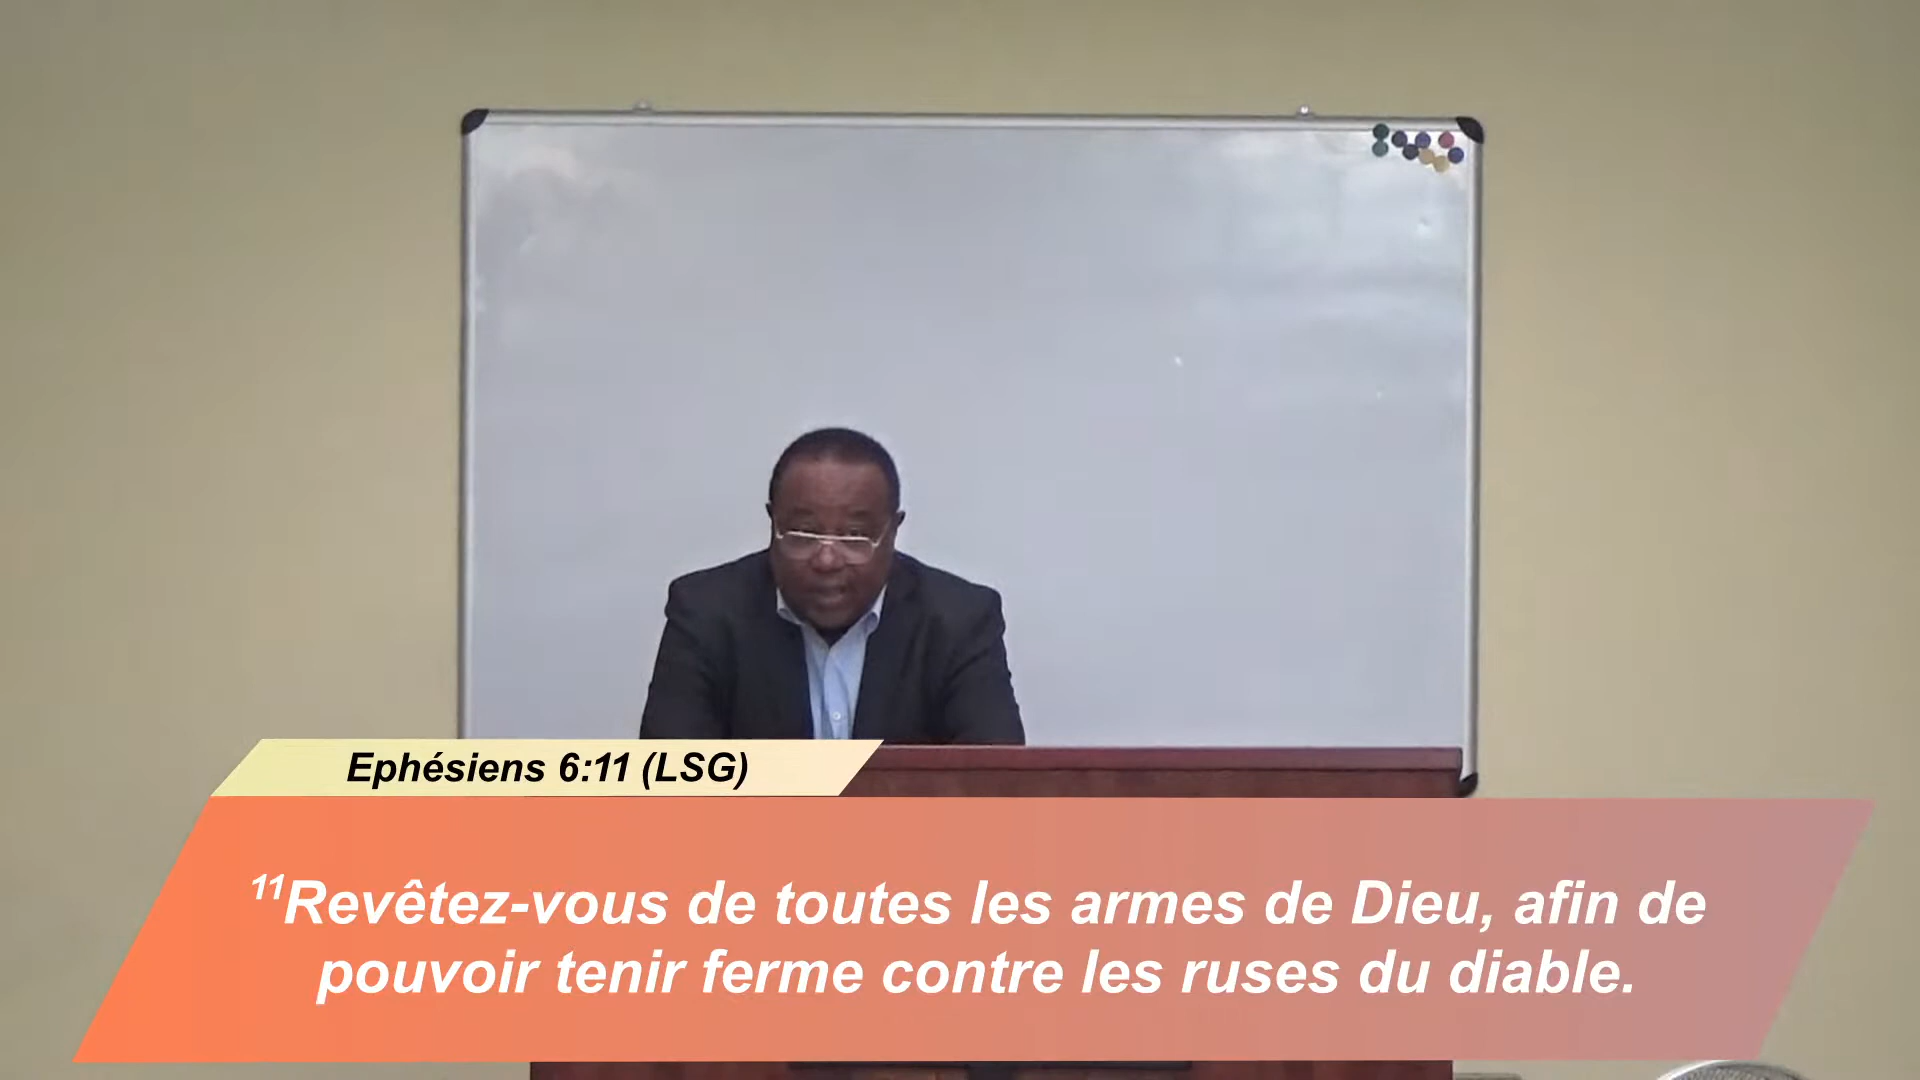 Ephésiens 6:11 (LSG)
¹¹Revêtez-vous de toutes les armes de Dieu, afin de
pouvoir tenir ferme contre les ruses du diable.